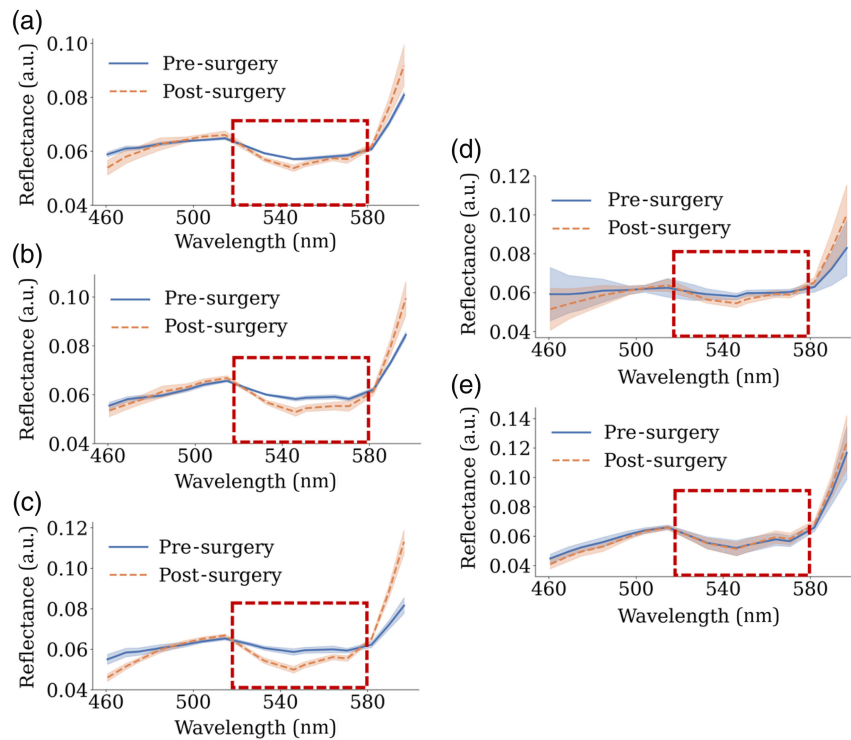 (a)
Reflectance (a.u.)
0.10
0.08
0.06
0.04
Pre-surgery
Post-surgery
460 500 540 580
Wavelength (nm)
(b)
Reflectance (a.u.)
0.10
0.08
0.06
0.04
Pre-surgery
Post-surgery
460 500 540 580
Wavelength (nm)
(c)
Reflectance (a.u.)
0.12
0.10
0.08
0.06
0.04
Pre-surgery
Post-surgery
460 500 540 580
Wavelength (nm)
(d)
Reflectance (a.u.)
0.12
0.10
0.08
0.06
0.04
Pre-surgery
Post-surgery
460 500 540 580
Wavelength (nm)
(e)
Reflectance (a.u.)
0.14
0.12
0.10
0.08
0.06
0.04
Pre-surgery
Post-surgery
460 500 540 580
Wavelength (nm)